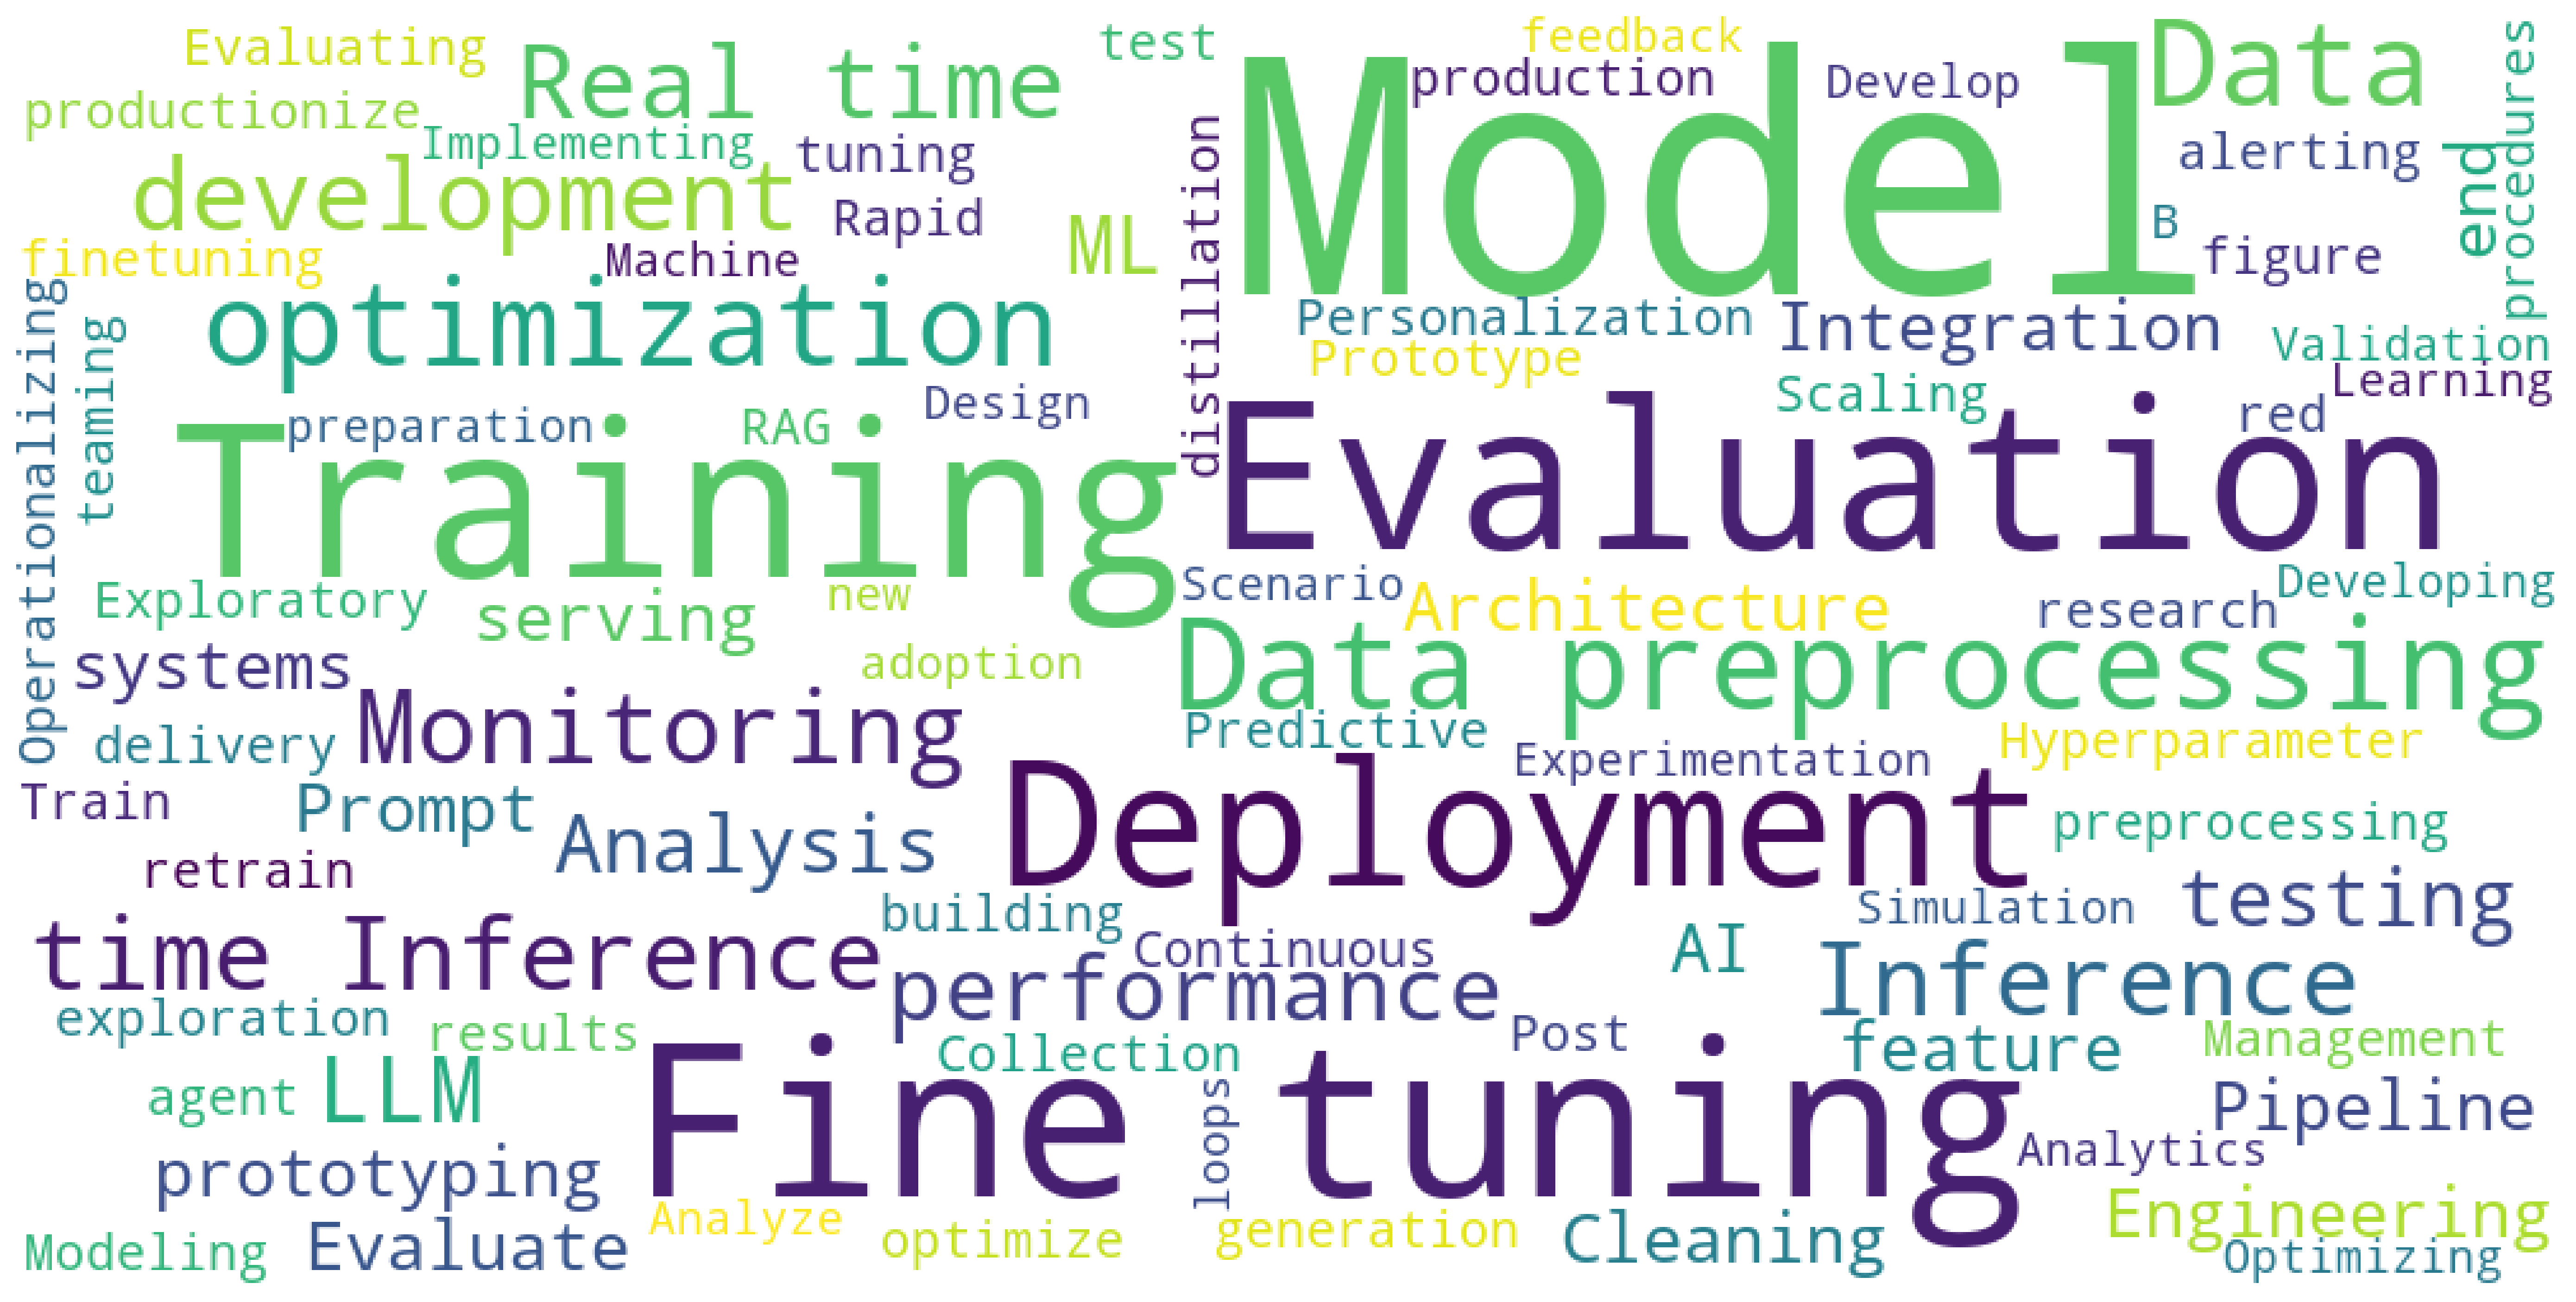 Evaluating
Real time
test
feedback
Data
procedures
productionize
Implementing
tuning
production
Develop
Model
alerting
end
development
Rapid
distillation
B
figure
finetuning
Machine
ML
Operationalizing
teaming
optimization
Personalization
Integration
Validation
Prototype
Scaling
Learning
preparation
RAG
Design
red
Training
Evaluation
Exploratory
serving
new
Scenario
Architecture
research
Developing
systems
adoption
Data preprocessing
delivery
Monitoring
Predictive
Experimentation
Hyperparameter
Train
Prompt
Analysis
Deployment
preprocessing
retrain
building
Simulation
testing
time Inference
Continuous
AI
Inference
performance
exploration
results
Collection
Post
feature
Management
agent
LLM
Fine tuning
loops
Pipeline
prototyping
Analytics
Modeling
Evaluate
Analyze
optimize
generation
Cleaning
Engineering
Optimizing